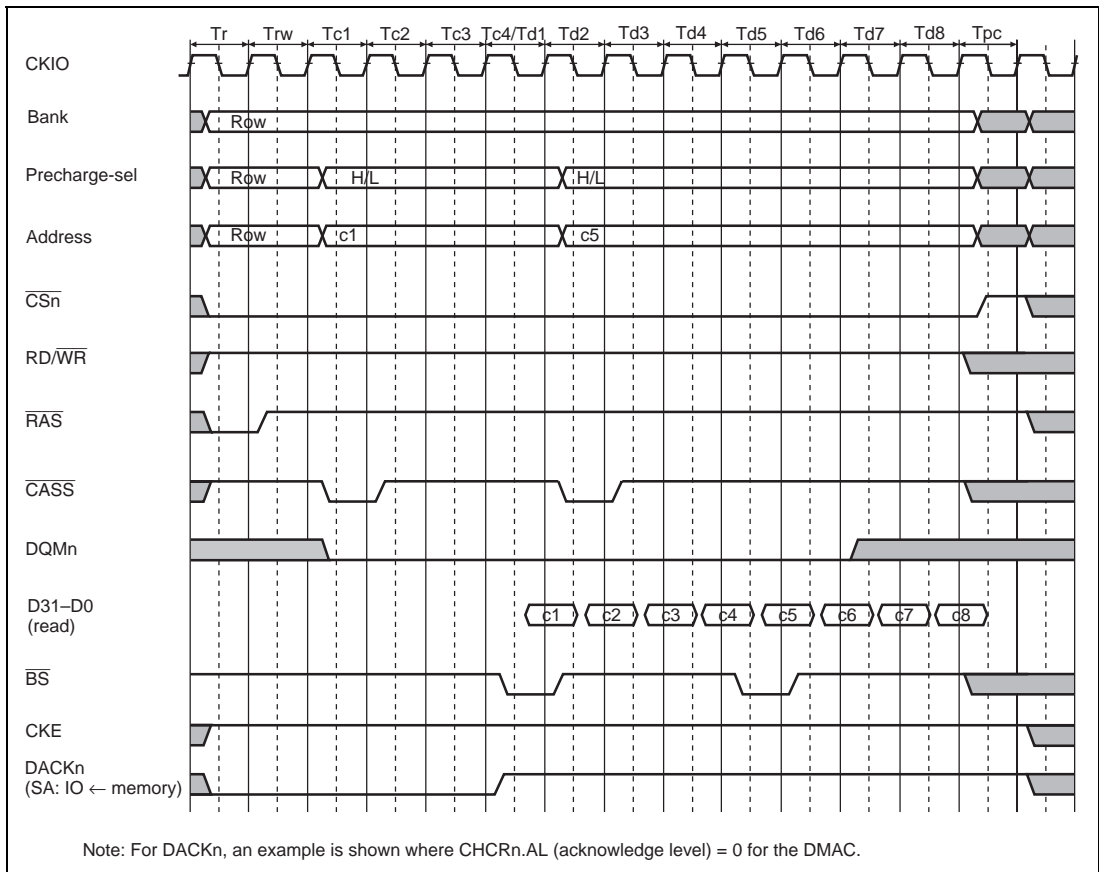 Tr Trw Tc1 Tc2 Tc3 Tc4/Td1 Td2 Td3 Td4 Td5 Td6 Td7 Td8 Tpc
CKIO
Bank
Row
Precharge-sel
Row H/L H/L
Address
Row c1 c5
CSn
RD/WR
RAS
CASS
DQMn
D31–D0
(read)
c1 c2 c3 c4 c5 c6 c7 c8
BS
CKE
DACKn
(SA: IO ← memory)
Note: For DACKn, an example is shown where CHCRn.AL (acknowledge level) = 0 for the DMAC.